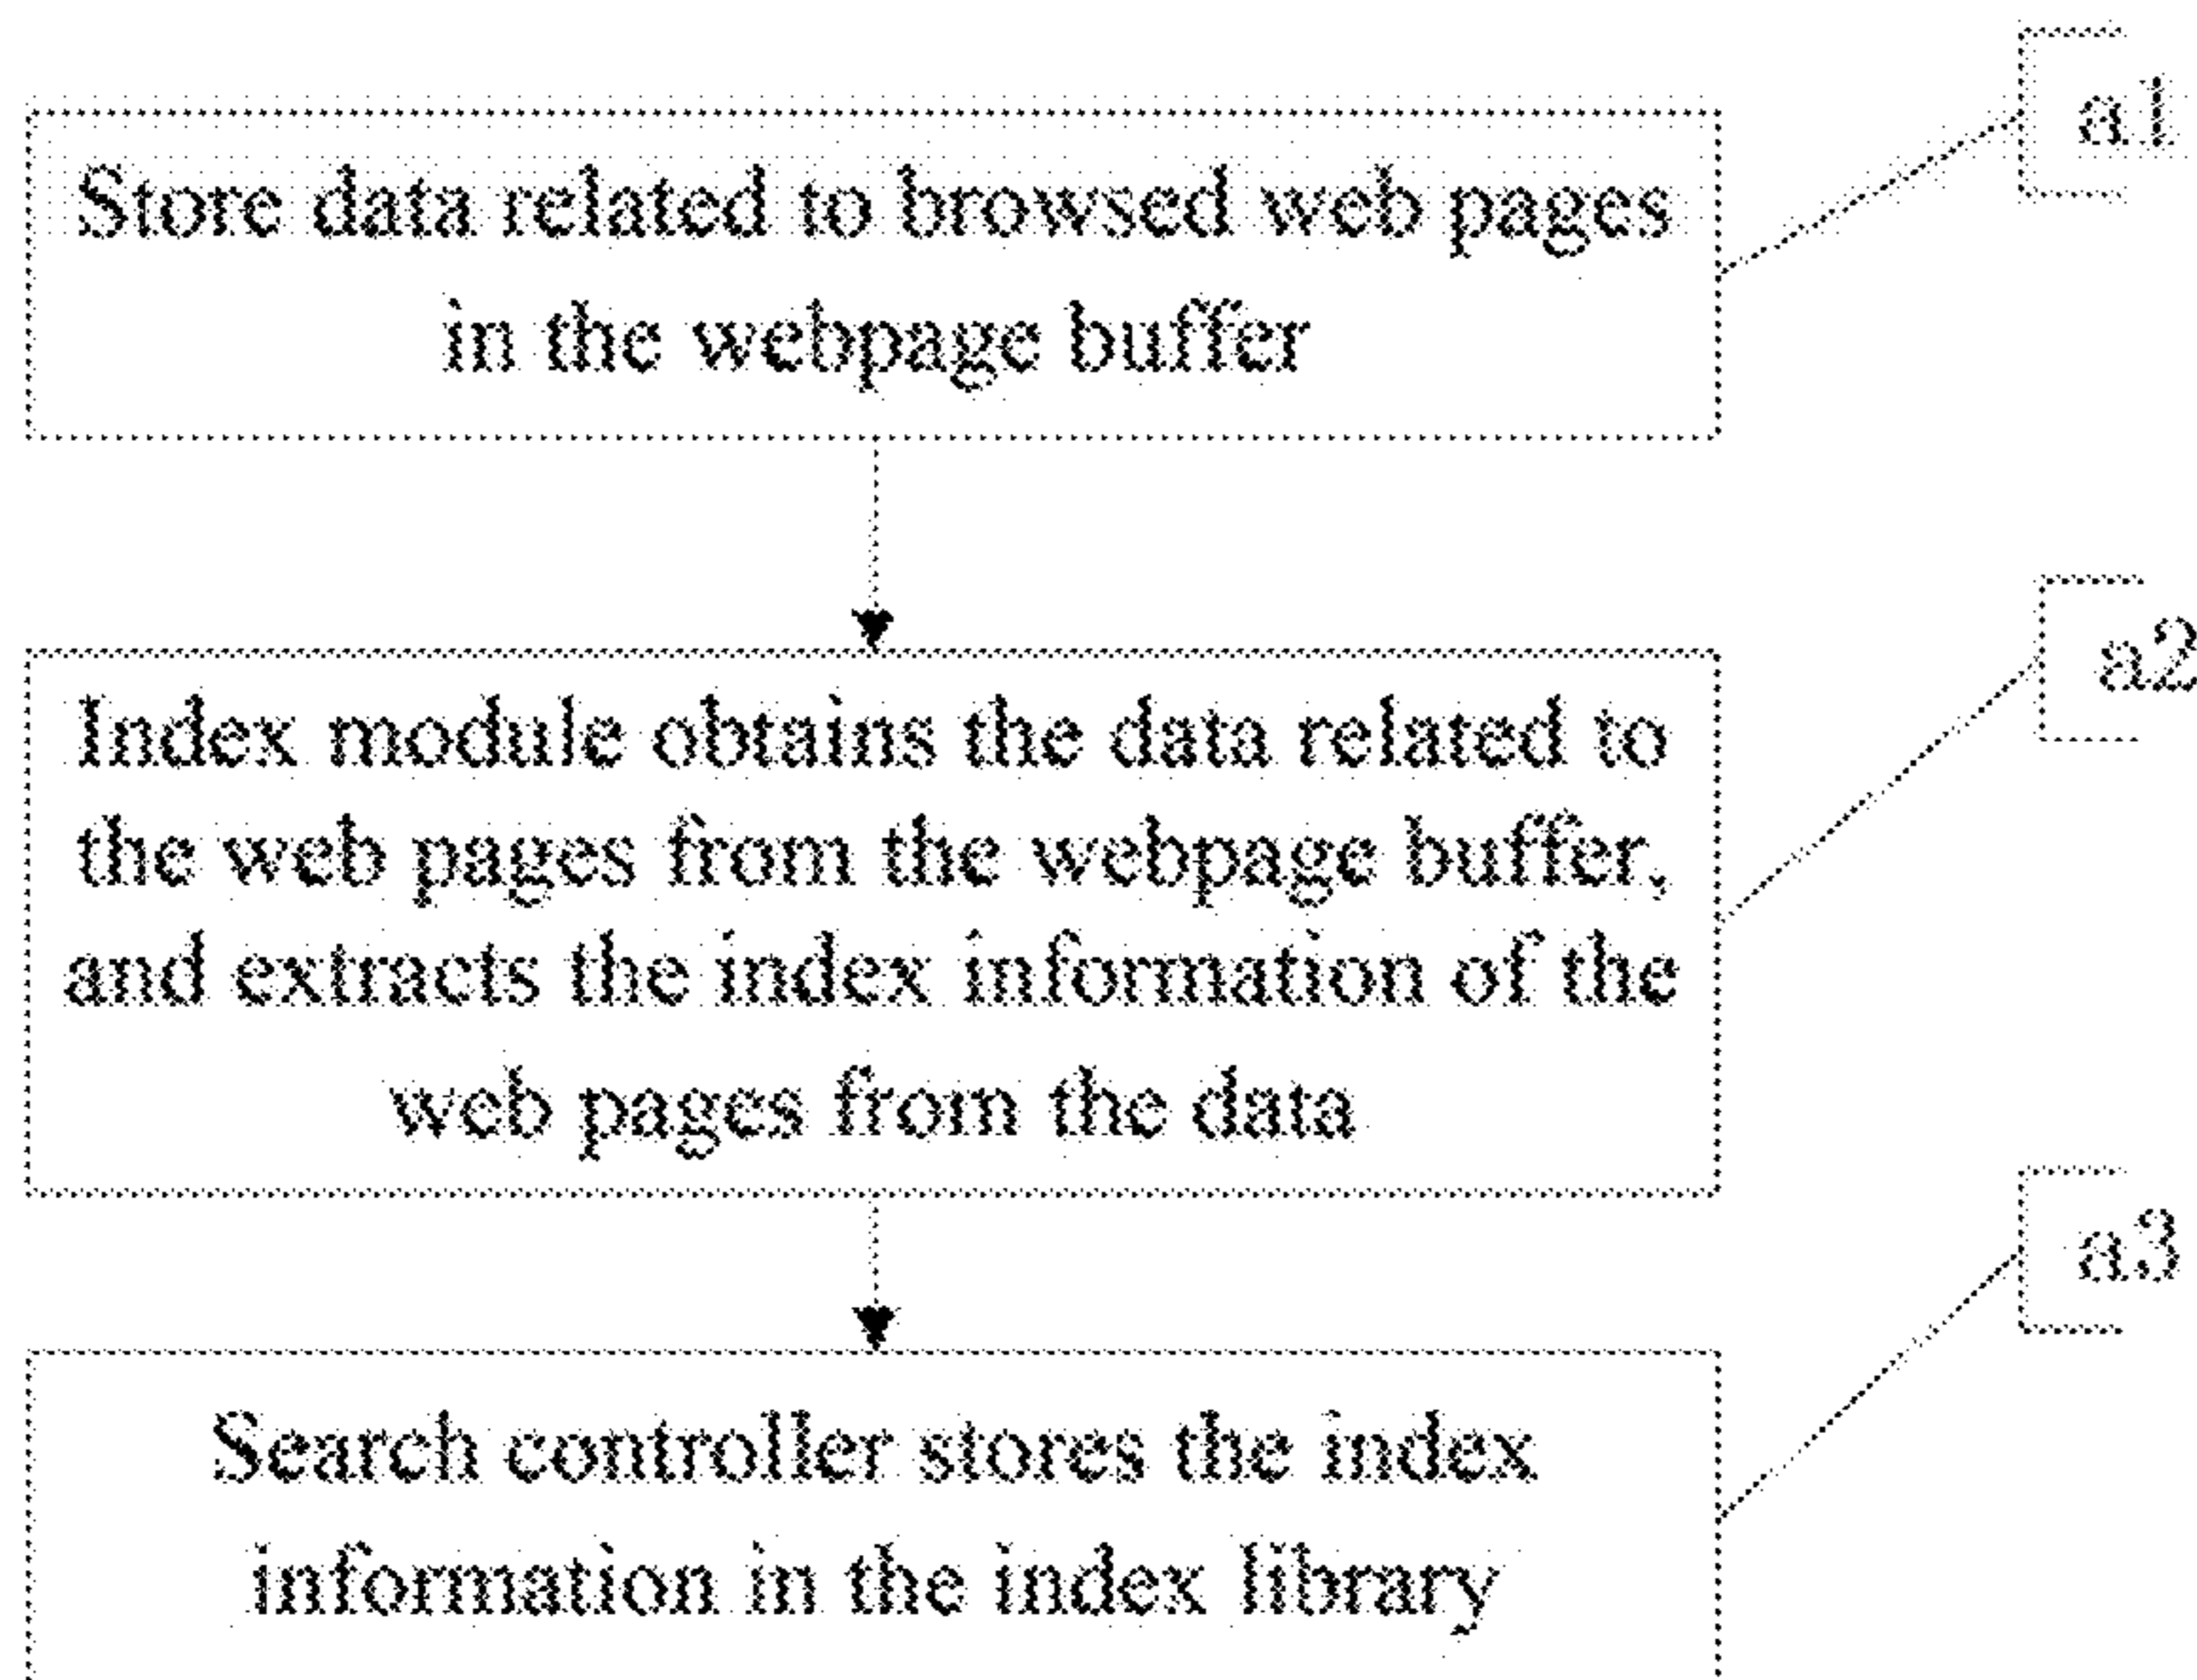 a1
Store data related to browsed web pages
in the webpage buffer
a2
Index module obtains the data related to
the web pages from the webpage buffer,
and extracts the index information of the
web pages from the data
a3
Search controller stores the index
information in the index library